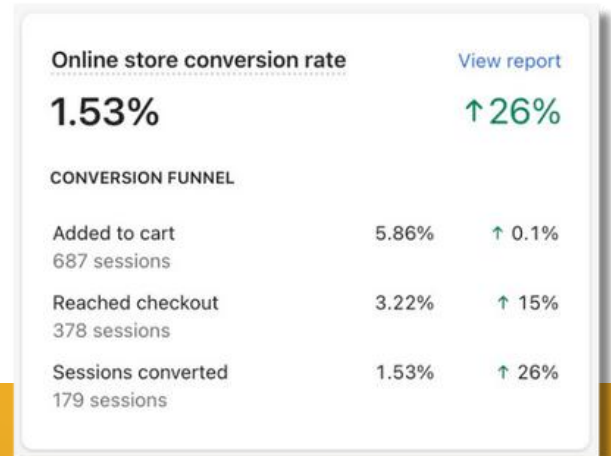 Online store conversion rate View report
1.53% ↑26%
CONVERSION FUNNEL
Added to cart 5.86% ↑ 0.1%
687 sessions
Reached checkout 3.22% ↑ 15%
378 sessions
Sessions converted 1.53% ↑ 26%
179 sessions